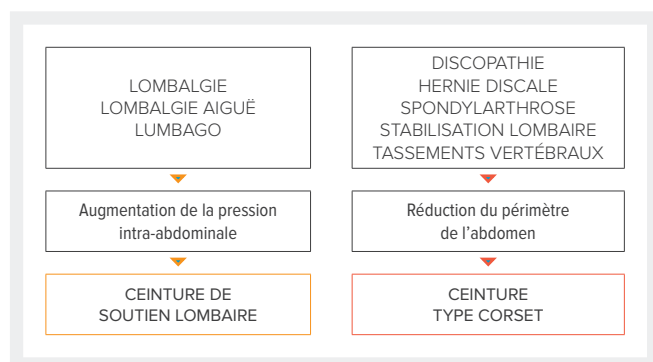 LOMBALGIE
LOMBALGIE AIGUË
LUMBAGO
Augmentation de la pression
intra-abdominale
CEINTURE DE
SOUTIEN LOMBAIRE
DISCOPATHIE
HERNIE DISCALE
SPONDYLARTHROSE
STABILISATION LOMBAIRE
TASSEMENTS VERTÉBRAUX
Réduction du périmètre
de l’abdomen
CEINTURE
TYPE CORSET